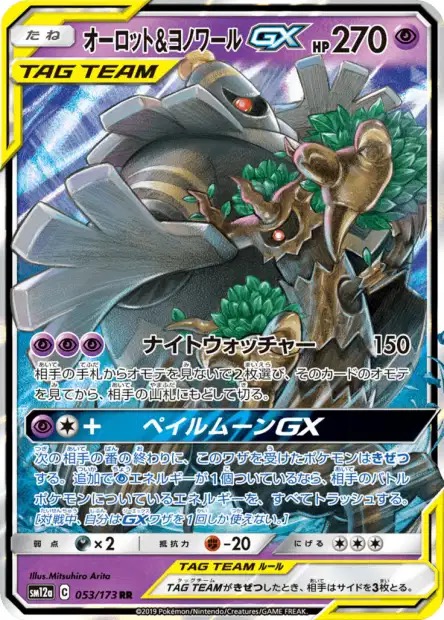 たね
オーロット&ヨノワールGX HP270
TAG TEAM
ナイトウォッチャー 150
相手の手札からオモテを見ないで2枚選び、そのカードのオモテ
を見てから、相手の山札にもどして切る。
+ ペイルムーンGX
次の相手の番の終わりに、このワザを受けたポケモンはきぜつ
する。追加でエネルギーが1個ついているなら、相手のバトル
ポケモンについているエネルギーを、すべてトラッシュする。
[対戦中、自分はGXワザを1回しか使えない。]
弱点 ×2 抵抗力 -20 にげる
Illus.Mitsuhiro Arita
sm12a C 053/173 RR
TAG TEAM ルール
TAG TEAMがきぜつしたとき、相手はサイドを3枚とる。
©2019 Pokémon/Nintendo/Creatures/GAME FREAK.